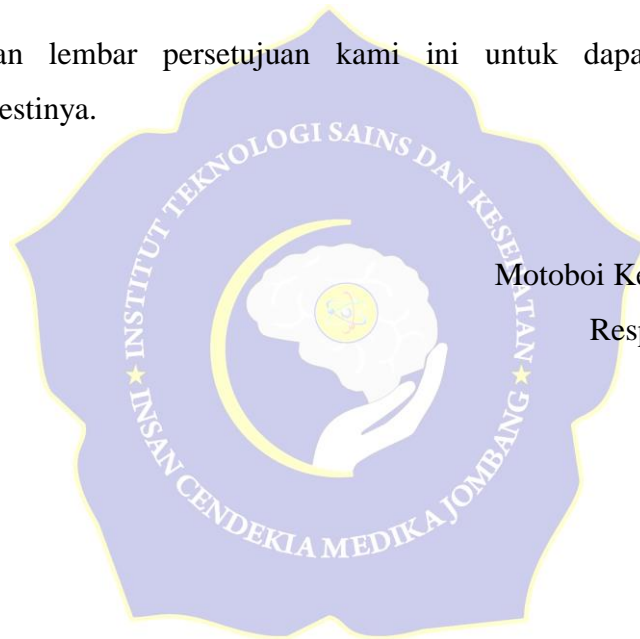 an lembar persetujuan kami ini untuk dapa
estinya.
INSTITUT TEKNOLOGI SAINS DAN KESEHATAN
Motoboi Ke
Resp
INSAN CENDEKIA MEDIKA JOMBANG